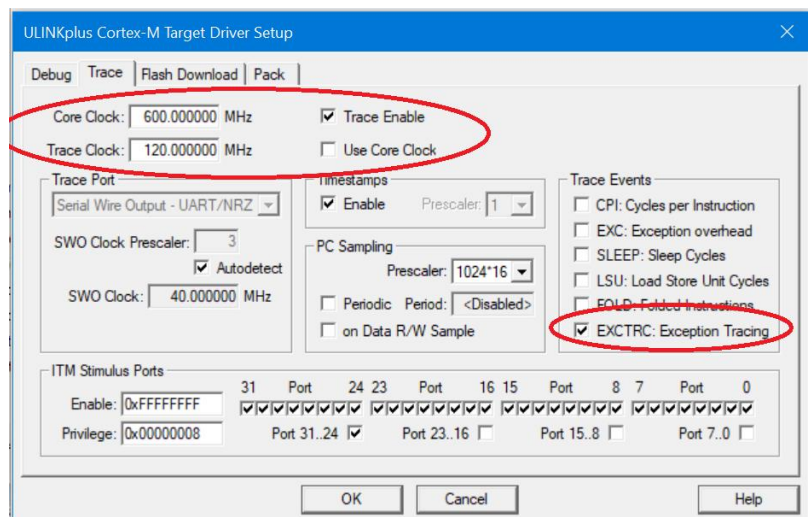 ULINKplus Cortex-M Target Driver Setup
Debug Trace Flash Download Pack
Core Clock: 600.000000 MHz Trace Enable
Trace Clock: 120.000000 MHz Use Core Clock
Trace Port
Serial Wire Output - UART/NRZ
SWO Clock Prescaler: 3
Autodetect
SWO Clock: 40.000000 MHz
Timestamps
Enable Prescaler: 1
PC Sampling
Prescaler: 1024*16
Periodic Period: <Disabled>
on Data R/W Sample
Trace Events
CPI: Cycles per Instruction
EXC: Exception overhead
SLEEP: Sleep Cycles
LSU: Load Store Unit Cycles
FOLD: Folded Instructions
EXCTRC: Exception Tracing
ITM Stimulus Ports
31 Port 24 23 Port 16 15 Port 8 7 Port 0
Enable: 0xFFFFFFFF
Privilege: 0x00000008 Port 31..24 Port 23..16 Port 15..8 Port 7..0
OK Cancel Help